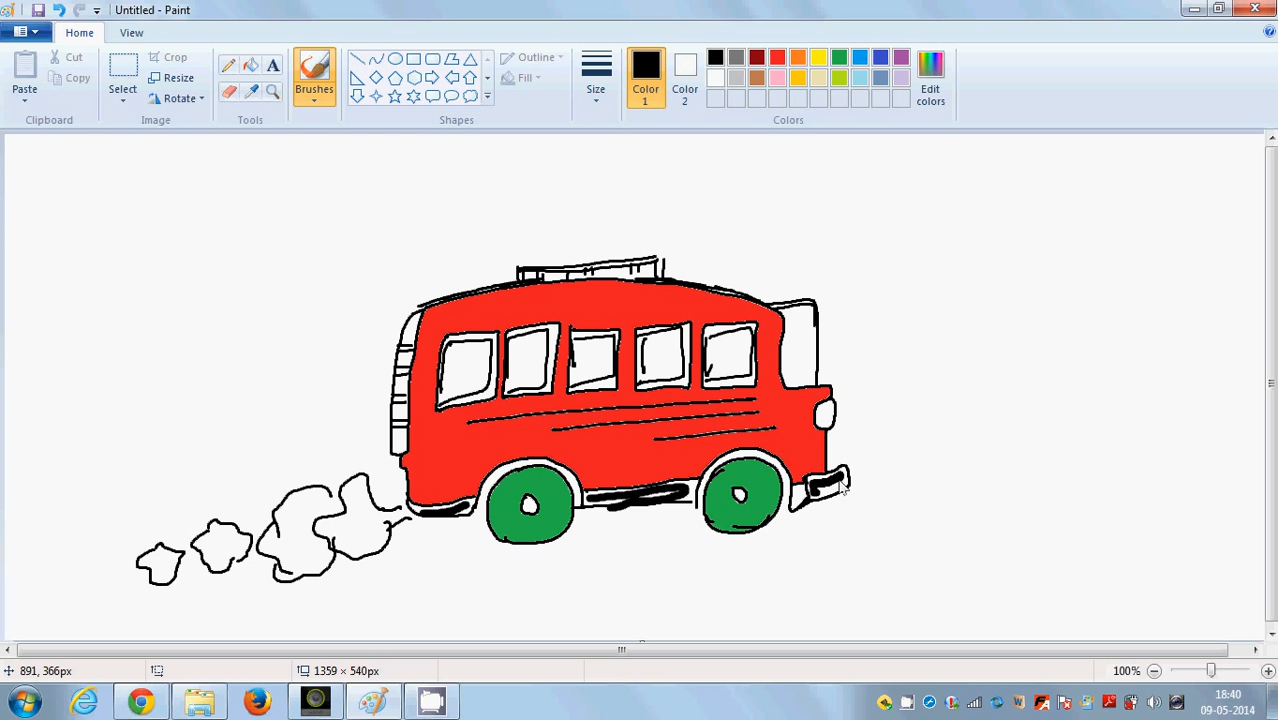 Untitled - Paint
Home View
Paste
Cut
Copy
Clipboard
Select
Crop
Resize
Rotate
Image
A
Tools
Brushes
Outline
Fill
Shapes
Size
Color 1
Color 2
Edit colors
Colors
891, 366px
1359 × 540px
100%
18:40
09-05-2014